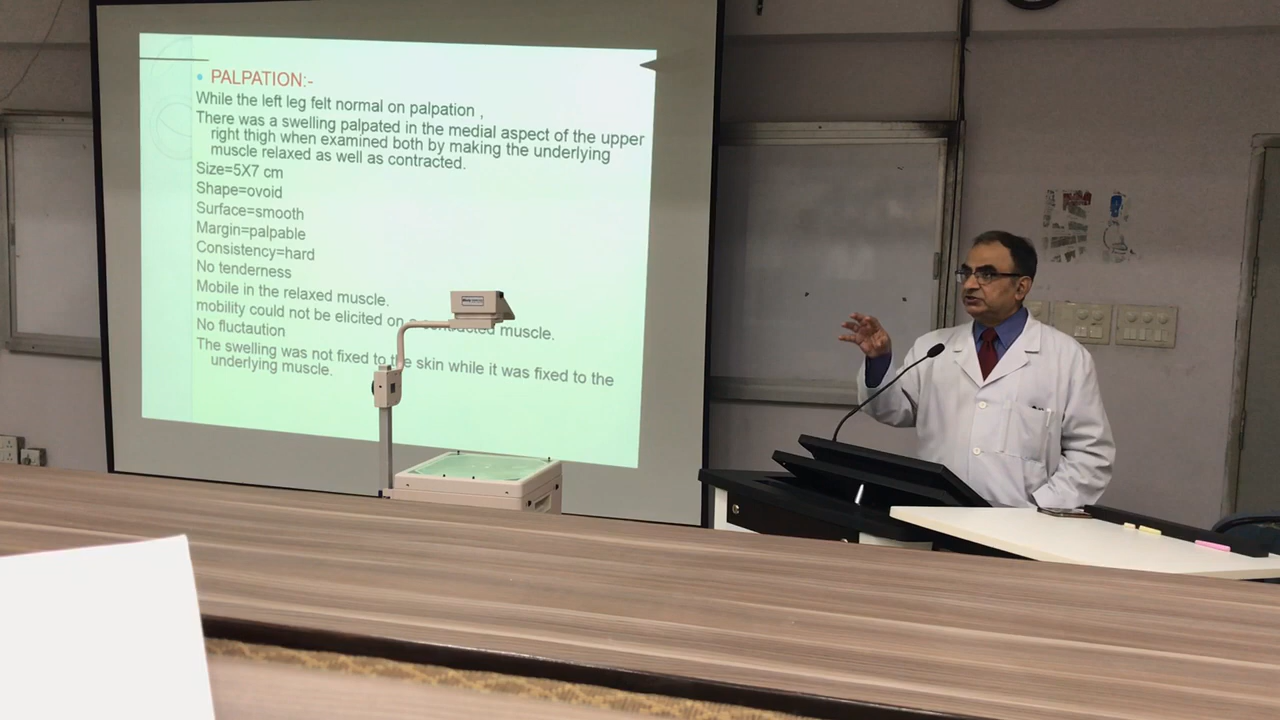 PALPATION:-
While the left leg felt normal on palpation ,
There was a swelling palpated in the medial aspect of the upper
right thigh when examined both by making the underlying
muscle relaxed as well as contracted.
Size=5X7 cm
Shape=ovoid
Surface=smooth
Margin=palpable
Consistency=hard
No tenderness
Mobile in the relaxed muscle.
mobility could not be elicited on muscle.
No fluctaution
The swelling was not fixed to the skin while it was fixed to the
underlying muscle.